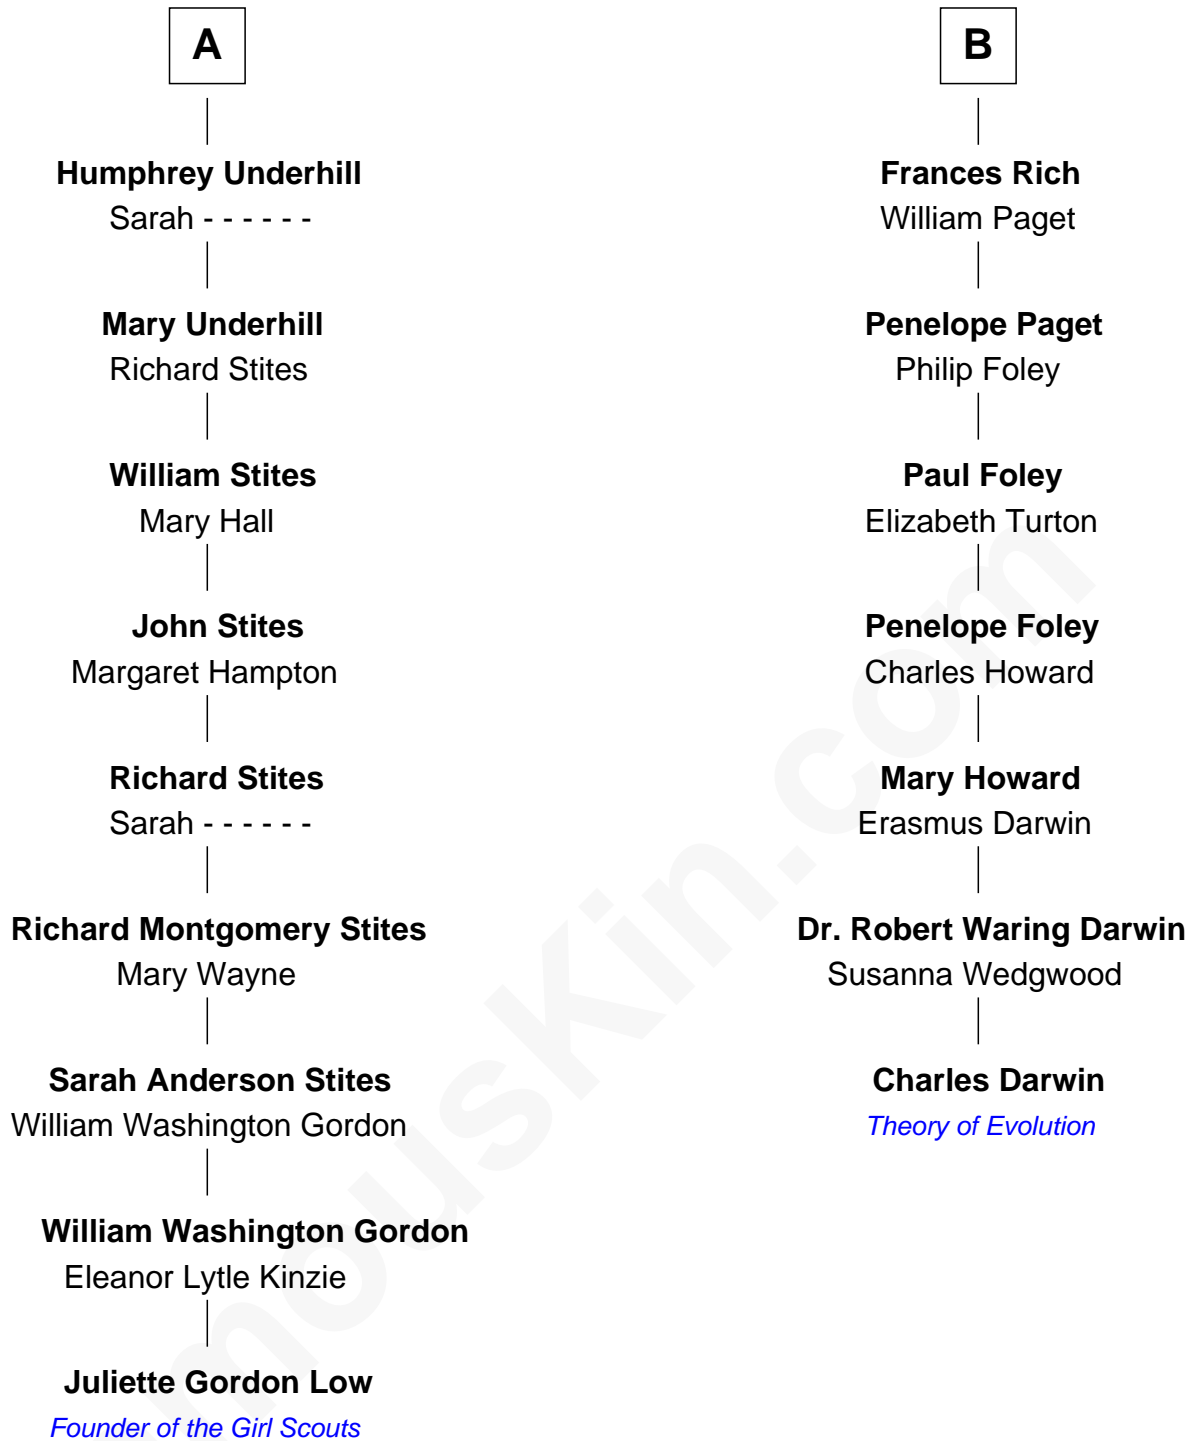 A
Humphrey Underhill
Sarah - - - - - -
Mary Underhill
Richard Stites
William Stites
Mary Hall
John Stites
Margaret Hampton
Richard Stites
Sarah - - - - - -
Richard Montgomery Stites
Mary Wayne
Sarah Anderson Stites
William Washington Gordon
William Washington Gordon
Eleanor Lytle Kinzie
Juliette Gordon Low
Founder of the Girl Scouts
B
Frances Rich
William Paget
Penelope Paget
Philip Foley
Paul Foley
Elizabeth Turton
Penelope Foley
Charles Howard
Mary Howard
Erasmus Darwin
Dr. Robert Waring Darwin
Susanna Wedgwood
Charles Darwin
Theory of Evolution
mousKin.com